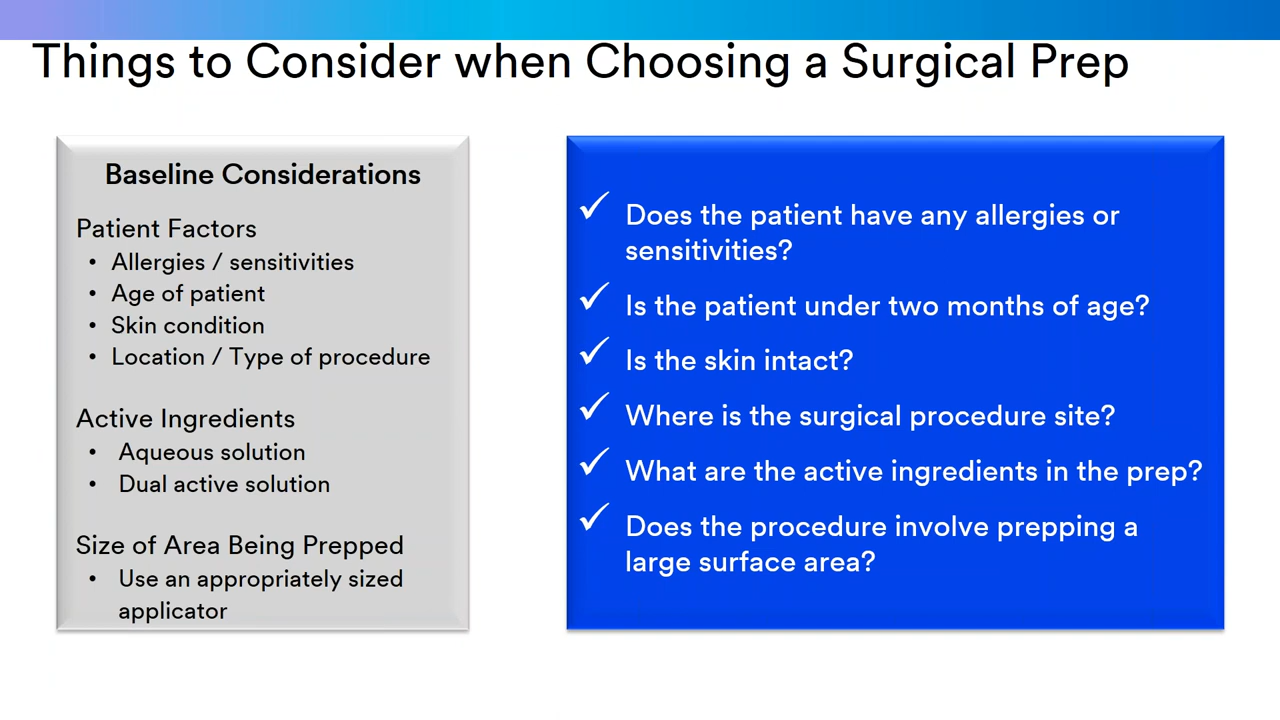 Things to Consider when Choosing a Surgical Prep
Baseline Considerations
Patient Factors
• Allergies / sensitivities
• Age of patient
• Skin condition
• Location / Type of procedure
Active Ingredients
• Aqueous solution
• Dual active solution
Size of Area Being Prepped
• Use an appropriately sized
applicator
✓ Does the patient have any allergies or
sensitivities?
✓ Is the patient under two months of age?
✓ Is the skin intact?
✓ Where is the surgical procedure site?
✓ What are the active ingredients in the prep?
✓ Does the procedure involve prepping a
large surface area?